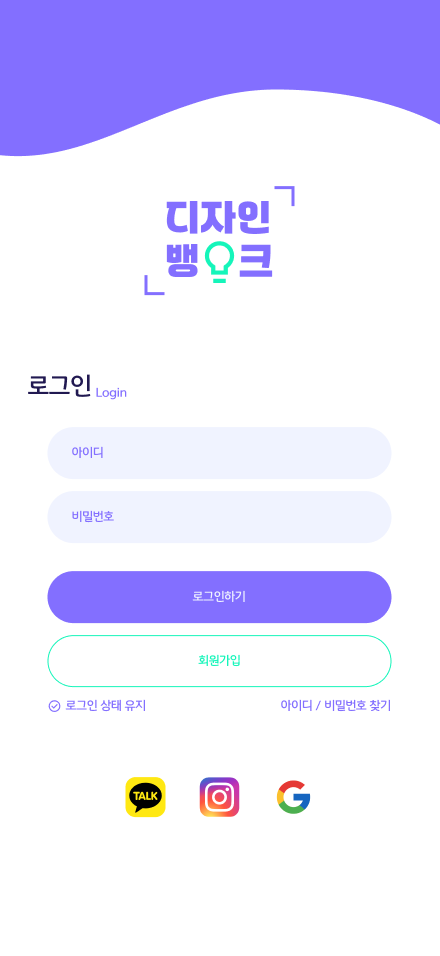 디자인
뱅크
로그인 Login
아이디
비밀번호
로그인하기
회원가입
로그인 상태 유지
아이디 / 비밀번호 찾기
TALK